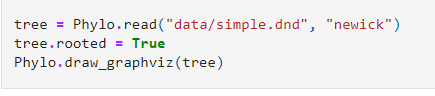 tree = Phylo.read("data/simple.dnd", "newick")
tree.rooted = True
Phylo.draw_graphviz(tree)